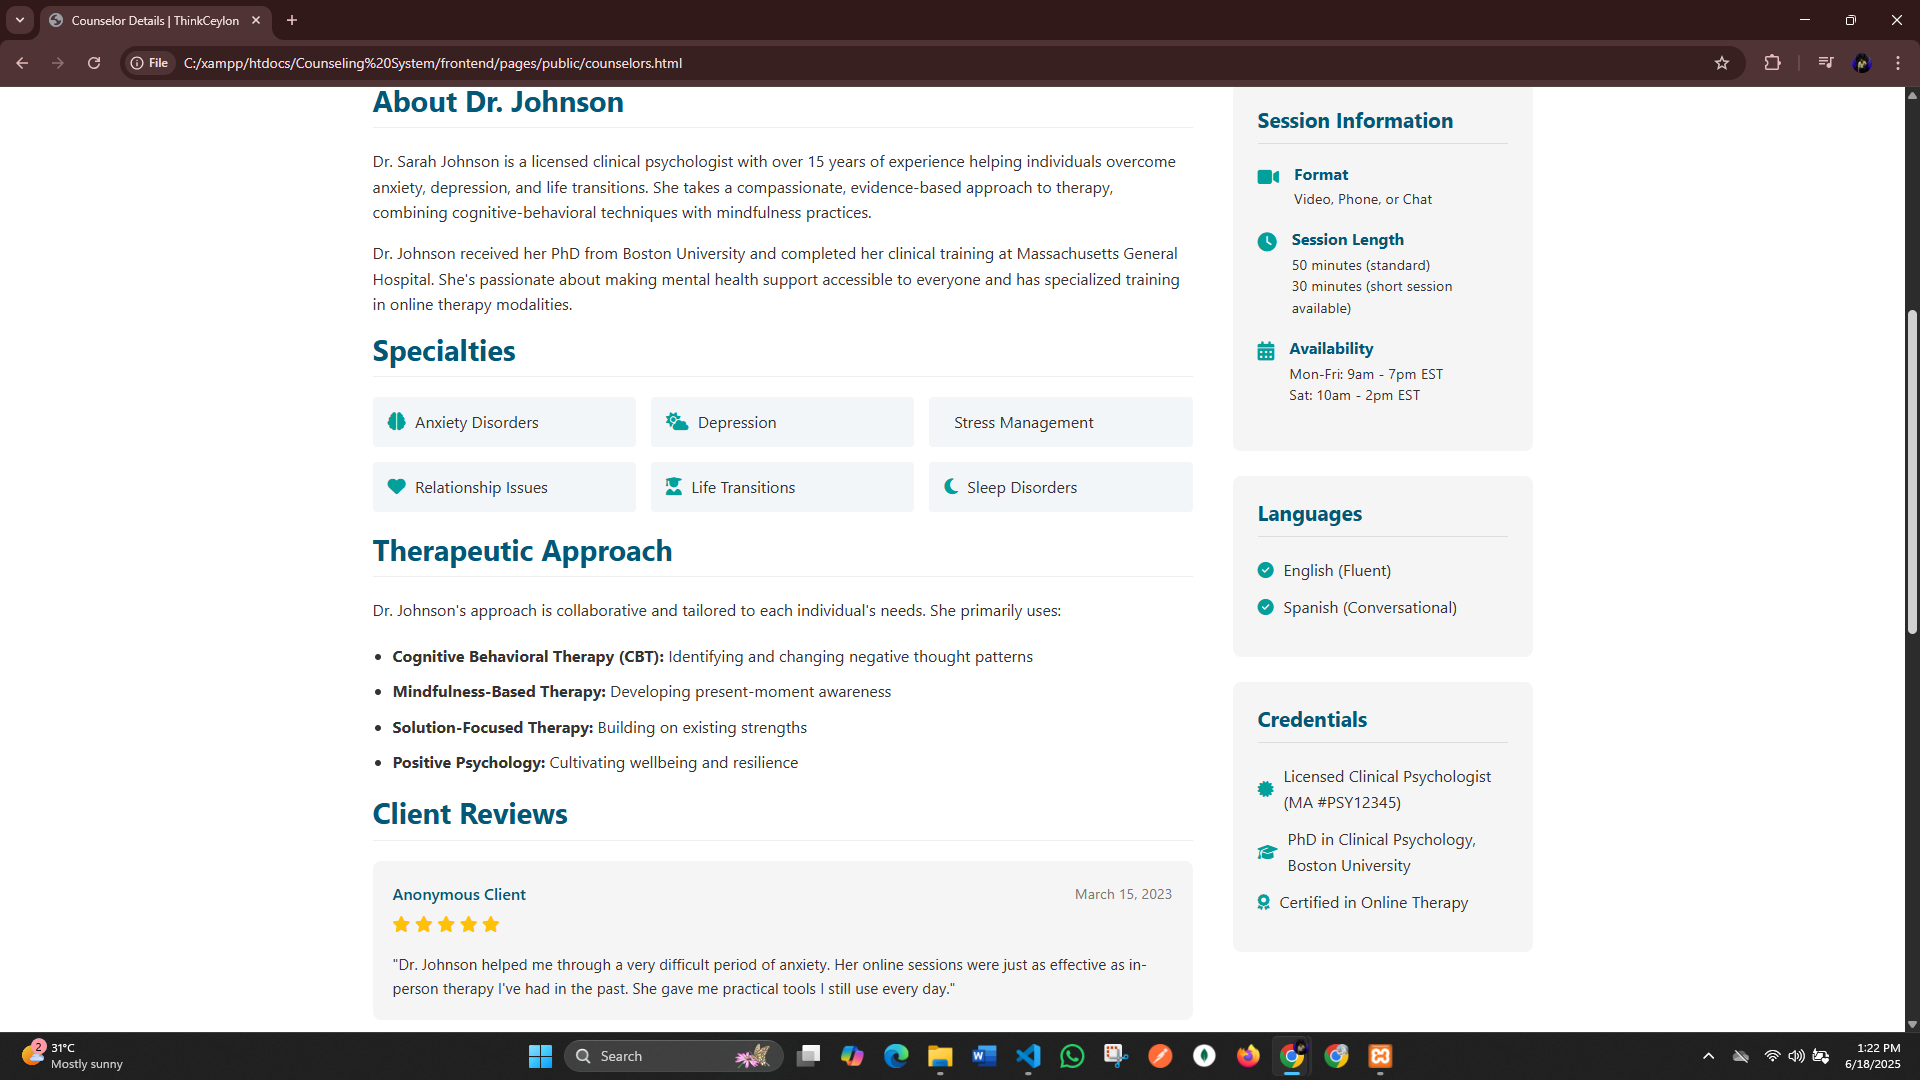 Counselor Details | ThinkCeylon
File
C:/xampp/htdocs/Counseling%20System/frontend/pages/public/counselors.html
About Dr. Johnson
Dr. Sarah Johnson is a licensed clinical psychologist with over 15 years of experience helping individuals overcome
anxiety, depression, and life transitions. She takes a compassionate, evidence-based approach to therapy,
combining cognitive-behavioral techniques with mindfulness practices.
Dr. Johnson received her PhD from Boston University and completed her clinical training at Massachusetts General
Hospital. She's passionate about making mental health support accessible to everyone and has specialized training
in online therapy modalities.
Specialties
Anxiety Disorders
Depression
Stress Management
Relationship Issues
Life Transitions
Sleep Disorders
Therapeutic Approach
Dr. Johnson's approach is collaborative and tailored to each individual's needs. She primarily uses:
• Cognitive Behavioral Therapy (CBT): Identifying and changing negative thought patterns
• Mindfulness-Based Therapy: Developing present-moment awareness
• Solution-Focused Therapy: Building on existing strengths
• Positive Psychology: Cultivating wellbeing and resilience
Client Reviews
Anonymous Client
March 15, 2023
"Dr. Johnson helped me through a very difficult period of anxiety. Her online sessions were just as effective as in-
person therapy I've had in the past. She gave me practical tools I still use every day."
Session Information
Format
Video, Phone, or Chat
Session Length
50 minutes (standard)
30 minutes (short session
available)
Availability
Mon-Fri: 9am - 7pm EST
Sat: 10am - 2pm EST
Languages
English (Fluent)
Spanish (Conversational)
Credentials
Licensed Clinical Psychologist
(MA #PSY12345)
PhD in Clinical Psychology,
Boston University
Certified in Online Therapy
2
31°C
Mostly sunny
Search
1:22 PM
6/18/2025